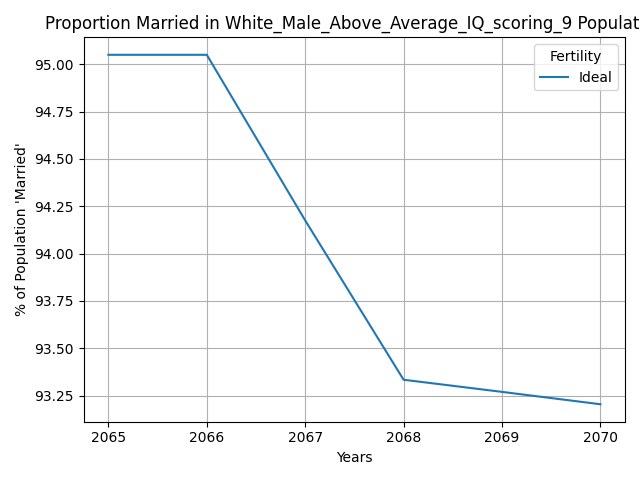 Proportion Married in White_Male_Above_Average_IQ_scoring_9 Populat
Fertility
Ideal
95.00
94.75
94.50
94.25
94.00
93.75
93.50
93.25
% of Population 'Married'
2065 2066 2067 2068 2069 2070
Years